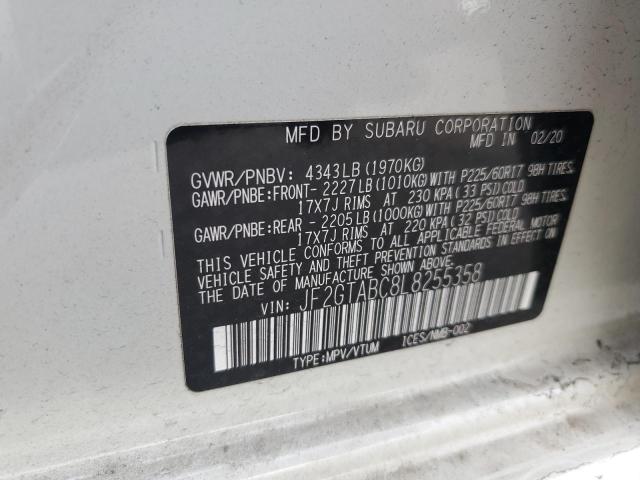 MFD BY SUBARU CORPORATION
MFD IN 02/20
GVWR/PNBV: 4343LB(1970KG)
GAWR/PNBE:FRONT- 2227LB(1010KG)WITH P225/60R17 98H TIRES,
17X7J RIMS AT 230 KPA(33 PSI)COLD
GAWR/PNBE:REAR - 2205LB(1000KG)WITH P225/60R17 98H TIRES,
17X7J RIMS AT 220 KPA(32 PSI)COLD
THIS VEHICLE CONFORMS TO ALL APPLICABLE FEDERAL MOTOR
VEHICLE SAFETY AND THEFT PREVENTION STANDARDS IN EFFECT ON
THE DATE OF MANUFACTURE SHOWN ABOVE.
VIN: JF2GTABC8L8255358
TYPE:MPV/VTUM ICES/NMB-002